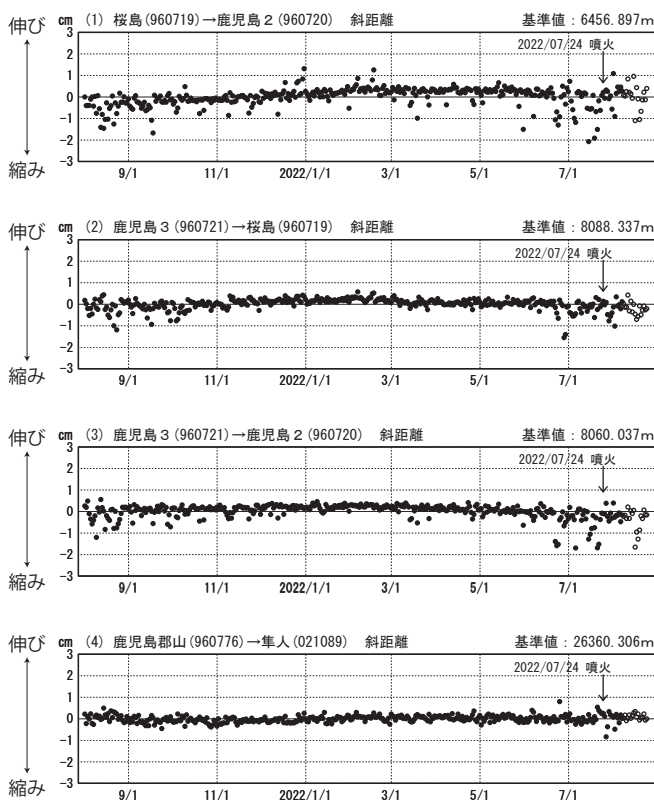 伸び cm (1) 桜島(960719)→鹿児島２(960720) 斜距離 基準値：6456.897m
3
2022/07/24 噴火
2
1
0
-1
-2
縮み -3
9/1 11/1 2022/1/1 3/1 5/1 7/1
伸び cm (2) 鹿児島３(960721)→桜島(960719) 斜距離 基準値：8088.337m
3
2022/07/24 噴火
2
1
0
-1
-2
縮み -3
9/1 11/1 2022/1/1 3/1 5/1 7/1
伸び cm (3) 鹿児島３(960721)→鹿児島２(960720) 斜距離 基準値：8060.037m
3
2022/07/24 噴火
2
1
0
-1
-2
縮み -3
9/1 11/1 2022/1/1 3/1 5/1 7/1
伸び cm (4) 鹿児島郡山(960776)→隼人(021089) 斜距離 基準値：26360.306m
3
2022/07/24 噴火
2
1
0
-1
-2
縮み -3
9/1 11/1 2022/1/1 3/1 5/1 7/1